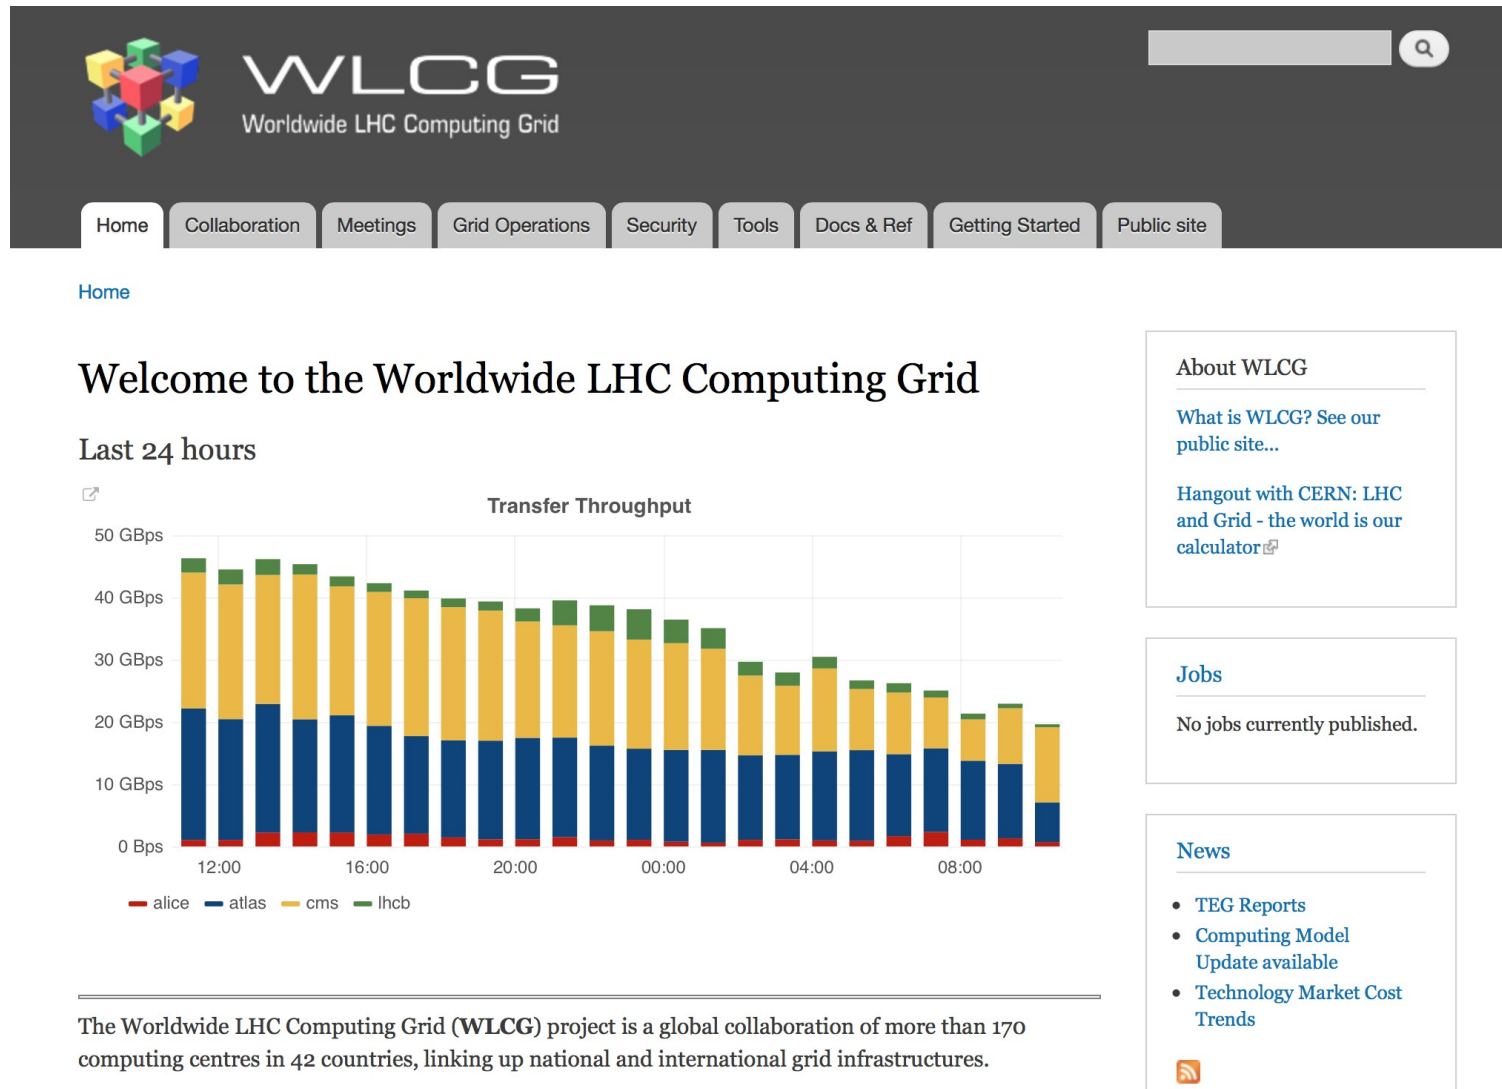 WLCG
Worldwide LHC Computing Grid
Home
Collaboration
Meetings
Grid Operations
Security
Tools
Docs & Ref
Getting Started
Public site
Home
Welcome to the Worldwide LHC Computing Grid
Last 24 hours
Transfer Throughput
50 GBps
40 GBps
30 GBps
20 GBps
10 GBps
0 Bps
12:00
16:00
20:00
00:00
04:00
08:00
alice
atlas
cms
lhcb
The Worldwide LHC Computing Grid (WLCG) project is a global collaboration of more than 170
computing centres in 42 countries, linking up national and international grid infrastructures.
About WLCG
What is WLCG? See our
public site...
Hangout with CERN: LHC
and Grid - the world is our
calculator
Jobs
No jobs currently published.
News
TEG Reports
Computing Model
Update available
Technology Market Cost
Trends